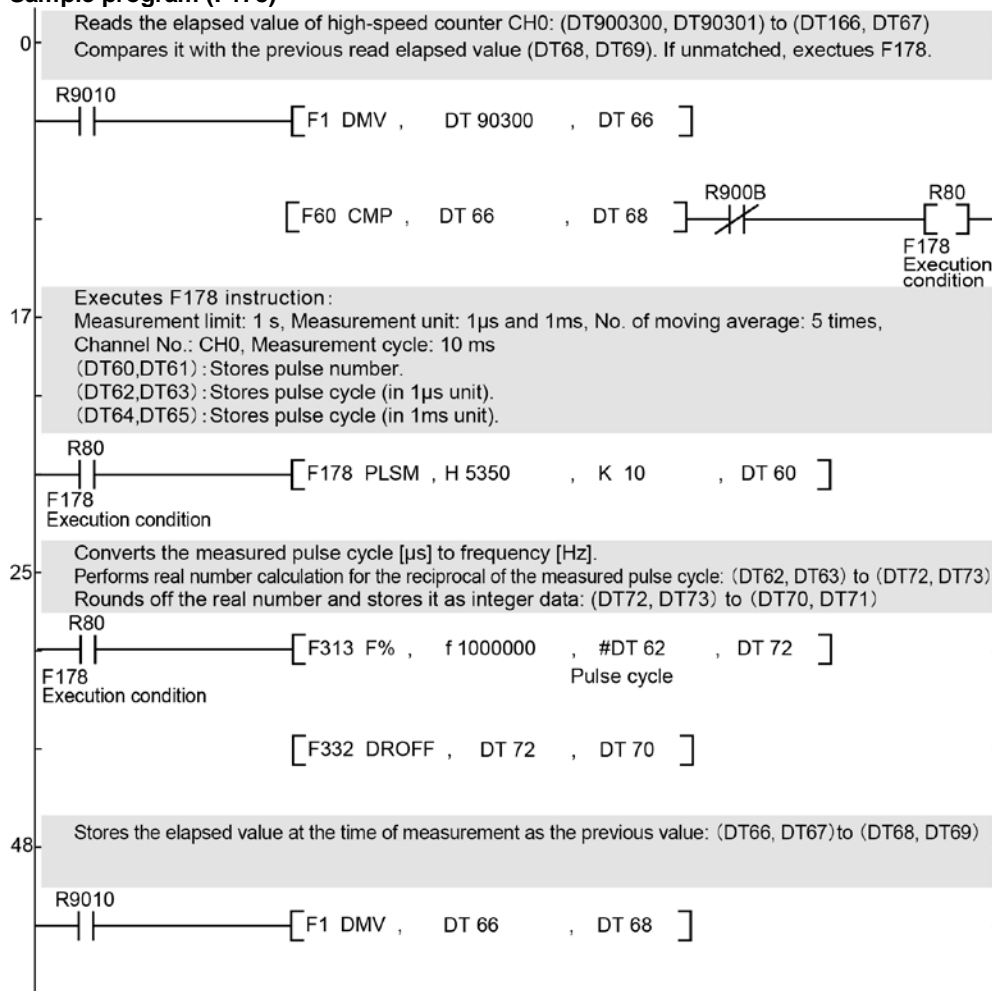 Sample program (F178)
Reads the elapsed value of high-speed counter CH0: (DT900300, DT90301) to (DT166, DT67)
0
Compares it with the previous read elapsed value (DT68, DT69). If unmatched, exectues F178.
R9010
[F1 DMV , DT 90300 , DT 66 ]
R900B R80
[F60 CMP , DT 66 , DT 68 ] [ ]
F178
Execution
condition
Executes F178 instruction:
17
Measurement limit: 1 s, Measurement unit: 1µs and 1ms, No. of moving average: 5 times,
Channel No.: CH0, Measurement cycle: 10 ms
(DT60,DT61): Stores pulse number.
(DT62,DT63): Stores pulse cycle (in 1µs unit).
(DT64,DT65): Stores pulse cycle (in 1ms unit).
R80
[F178 PLSM , H 5350 , K 10 , DT 60 ]
F178
Execution condition
Converts the measured pulse cycle [µs] to frequency [Hz].
25
Performs real number calculation for the reciprocal of the measured pulse cycle: (DT62, DT63) to (DT72, DT73)
Rounds off the real number and stores it as integer data: (DT72, DT73) to (DT70, DT71)
R80
[F313 F% , f 1000000 , #DT 62 , DT 72 ]
F178
Pulse cycle
Execution condition
[F332 DROFF , DT 72 , DT 70 ]
Stores the elapsed value at the time of measurement as the previous value: (DT66, DT67)to (DT68, DT69)
48
R9010
[F1 DMV , DT 66 , DT 68 ]